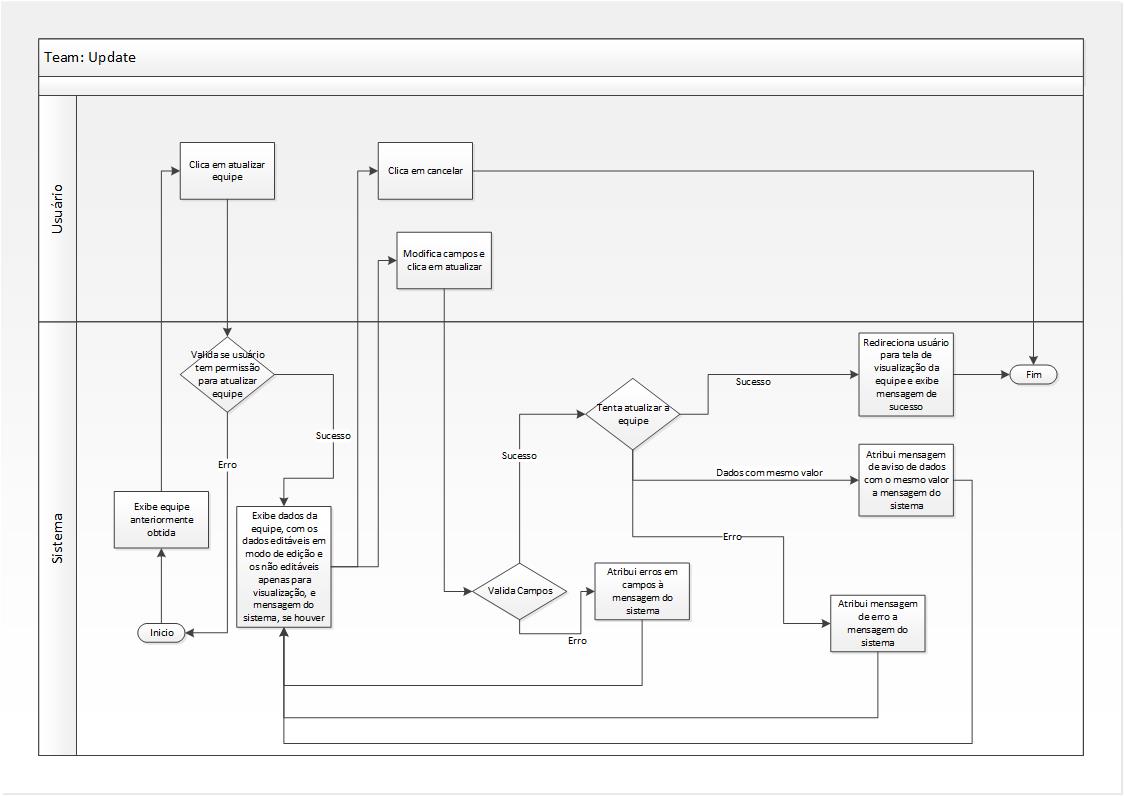 Team: Update
Usuário
Clica em atualizar
equipe
Clica em cancelar
Modifica campos e
clica em atualizar
Sistema
Valida se usuário
tem permissão
para atualizar
equipe
Sucesso
Erro
Exibe equipe
anteriormente
obtida
Inicio
Exibe dados da
equipe, com os
dados editáveis em
modo de edição e
os não editáveis
apenas para
visualização, e
mensagem do
sistema, se houver
Valida Campos
Sucesso
Erro
Atribui erros em
campos à
mensagem do
sistema
Tenta atualizar a
equipe
Sucesso
Dados com mesmo valor
Erro
Redireciona usuário
para tela de
visualização da
equipe e exibe
mensagem de
sucesso
Fim
Atribui mensagem
de aviso de dados
com o mesmo valor
a mensagem do
sistema
Atribui mensagem
de erro a
mensagem do
sistema